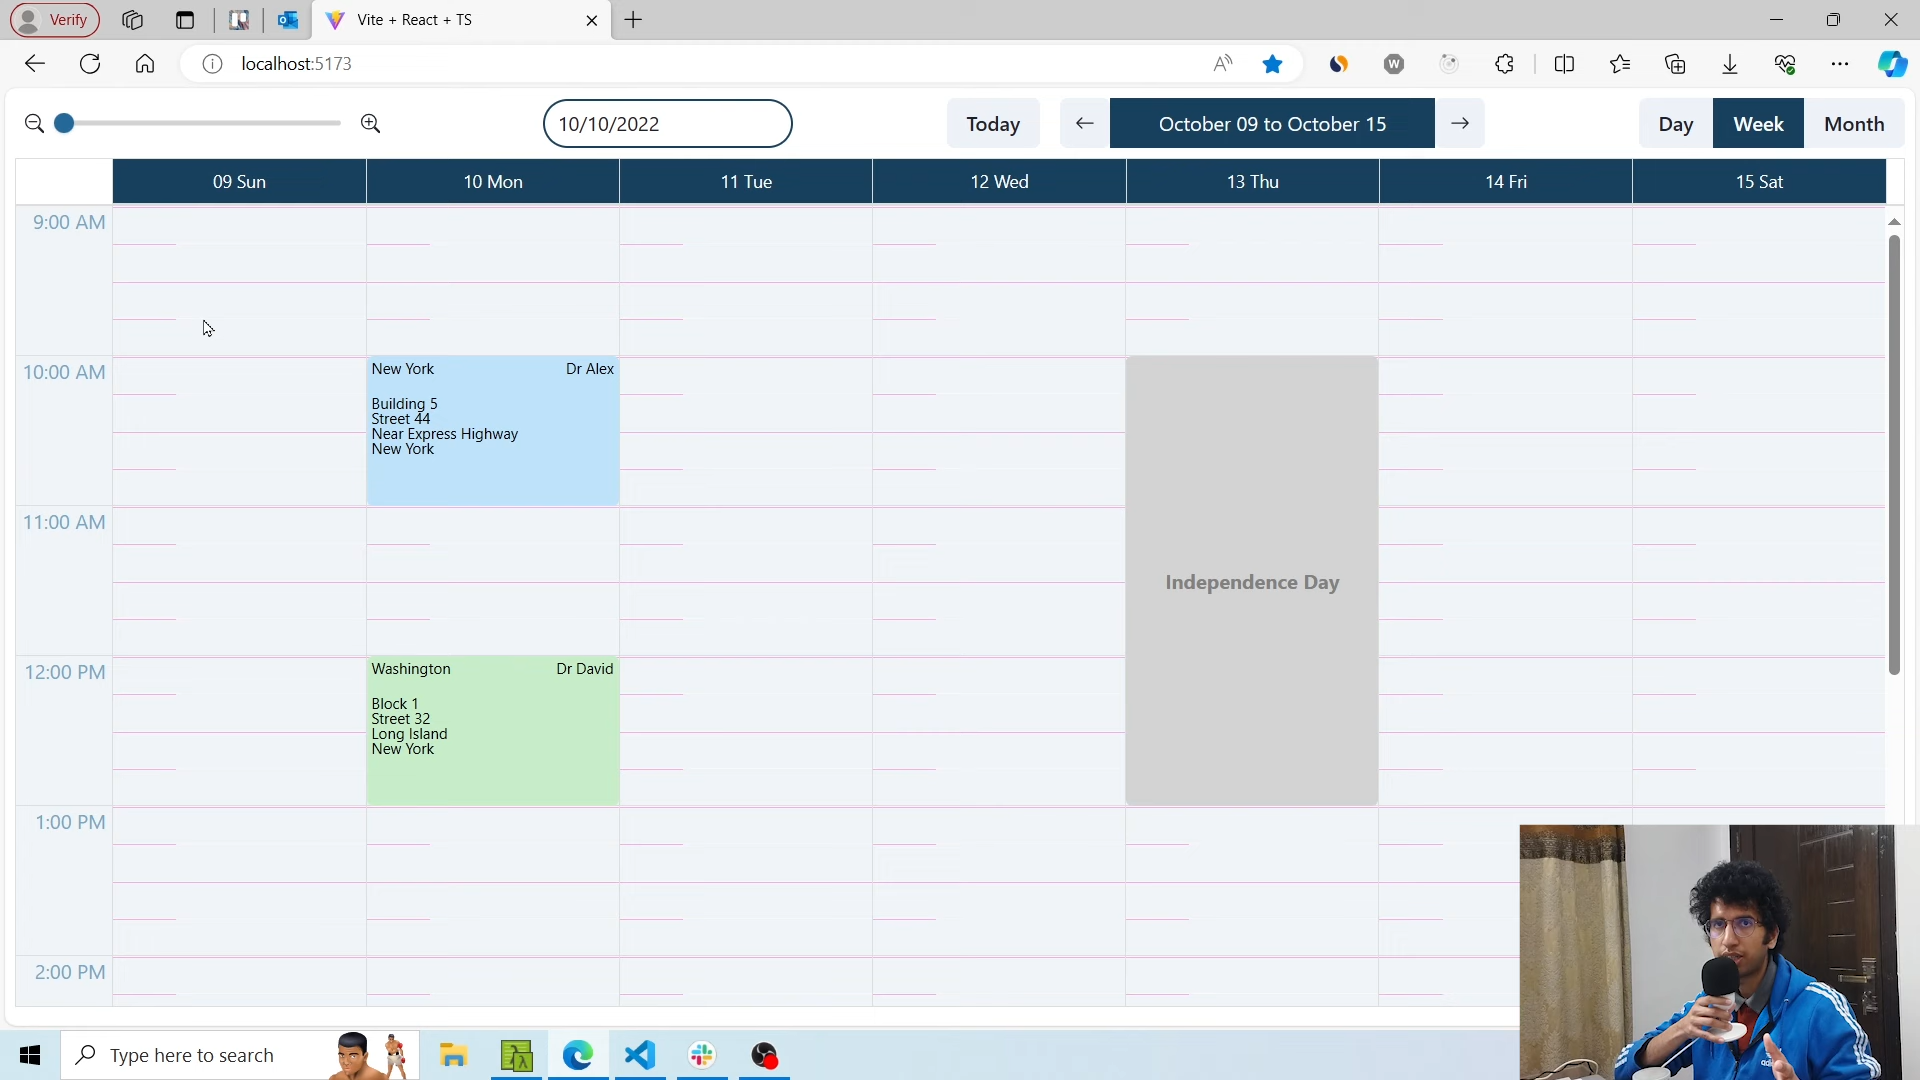 Verify
Vite + React + TS
localhost:5173
W
10/10/2022
Today
October 09 to October 15
Day
Week
Month
09 Sun
10 Mon
11 Tue
12 Wed
13 Thu
14 Fri
15 Sat
9:00 AM
10:00 AM
New York
Dr Alex
Building 5
Street 44
Near Express Highway
New York
11:00 AM
Independence Day
12:00 PM
Washington
Dr David
Block 1
Street 32
Long Island
New York
1:00 PM
2:00 PM
Type here to search